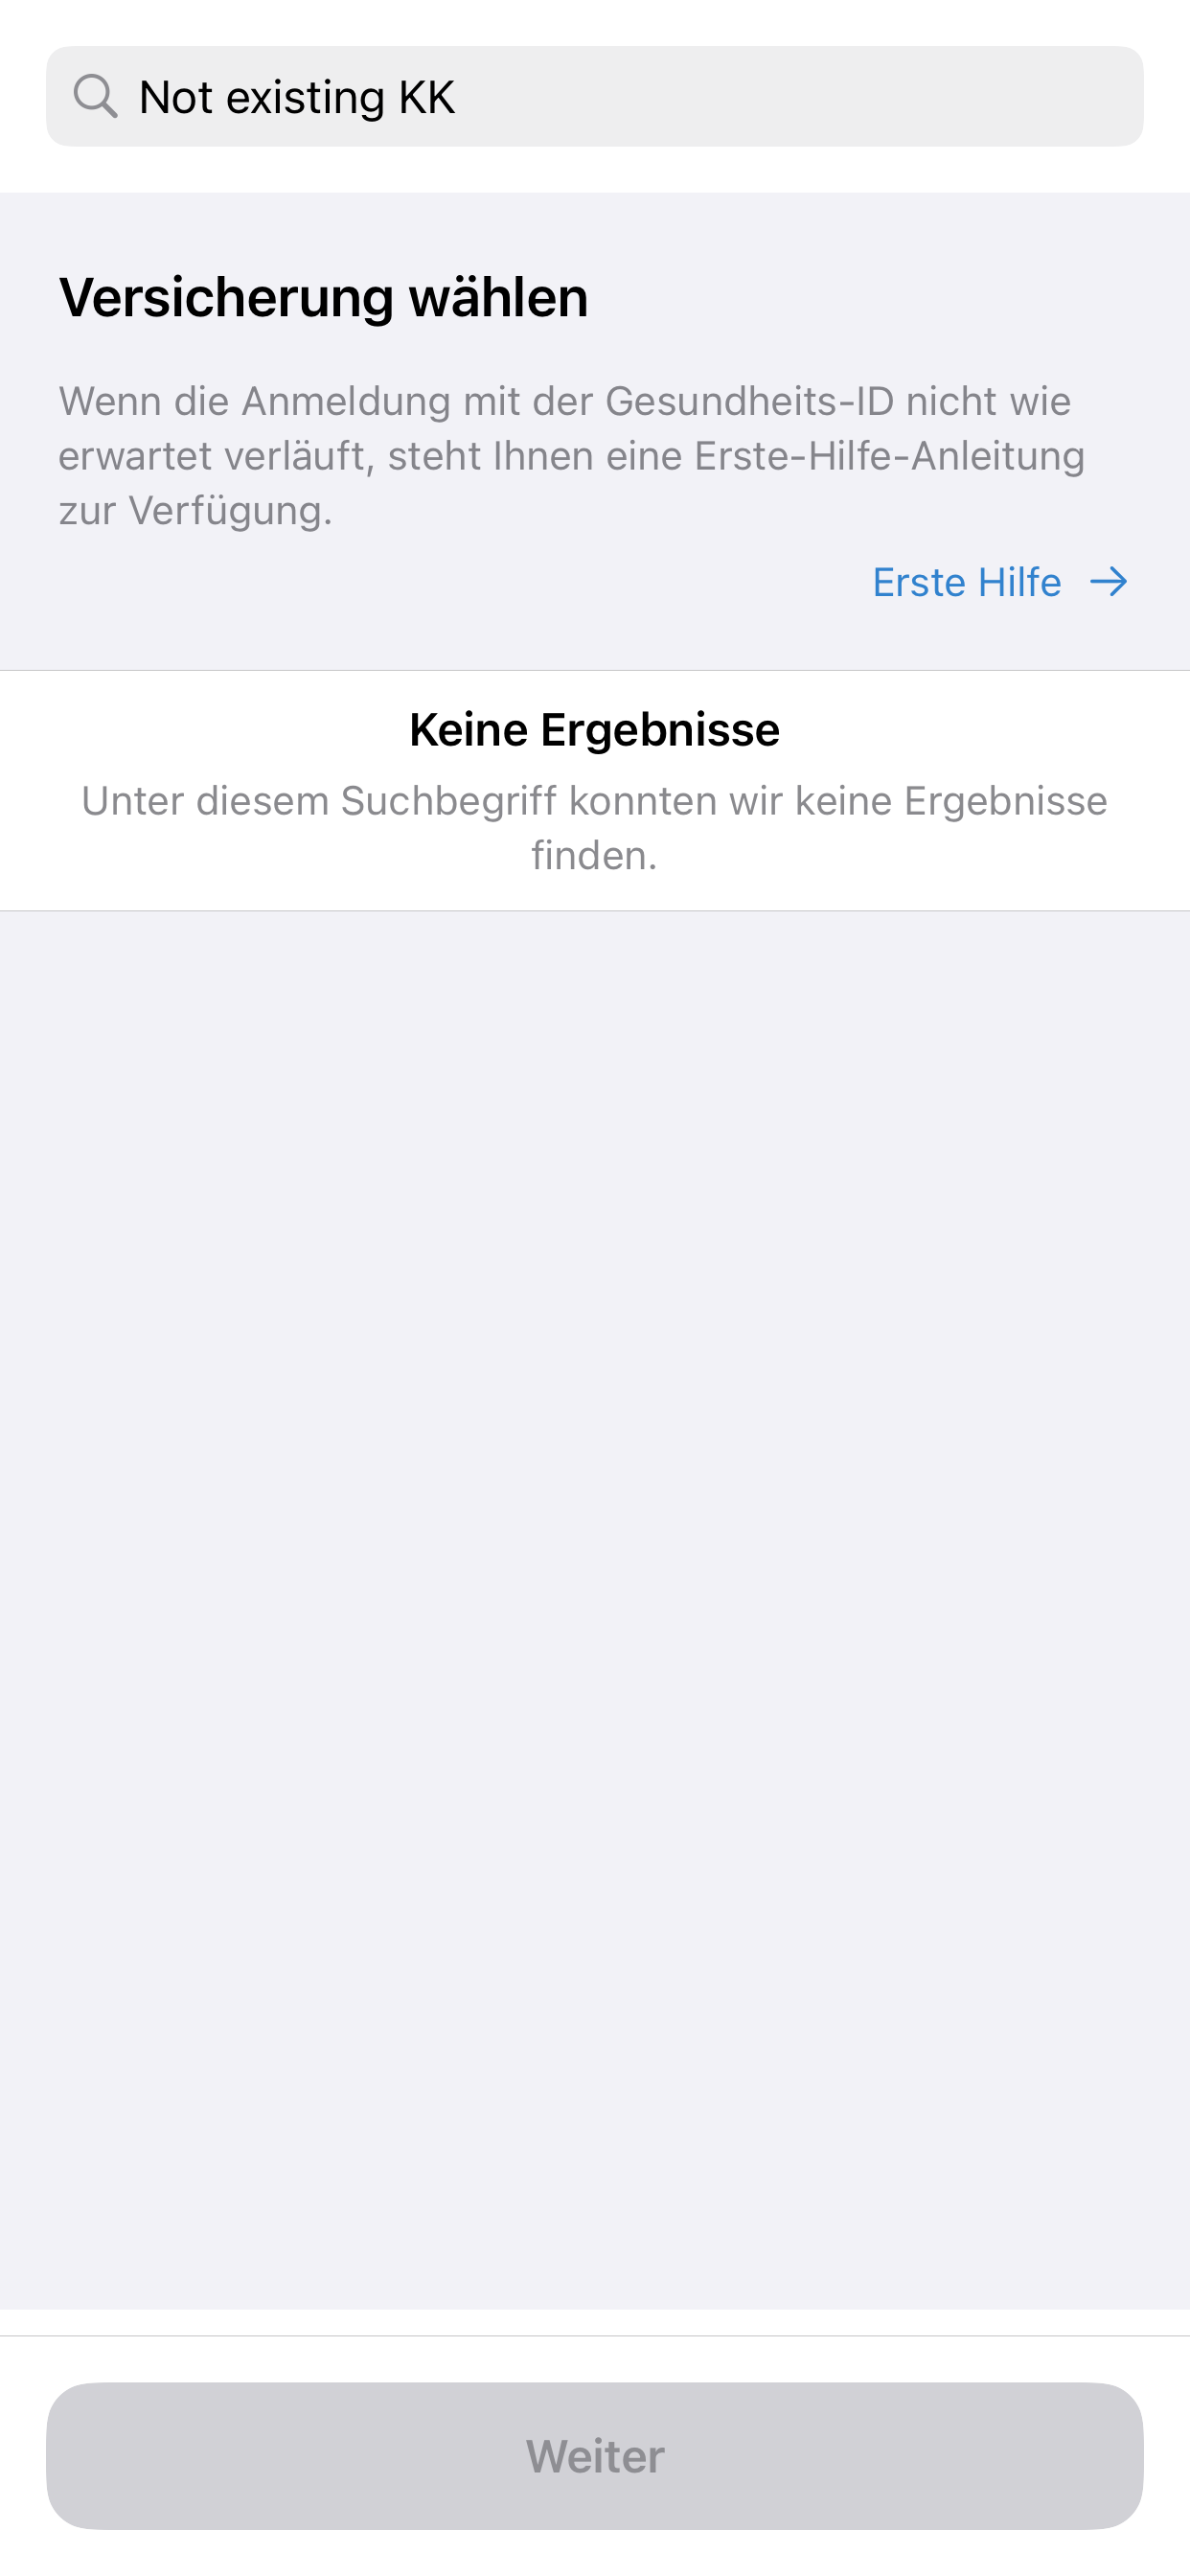 Not existing KK
Versicherung wählen
Wenn die Anmeldung mit der Gesundheits-ID nicht wie
erwartet verläuft, steht Ihnen eine Erste-Hilfe-Anleitung
zur Verfügung.
Erste Hilfe →
Keine Ergebnisse
Unter diesem Suchbegriff konnten wir keine Ergebnisse
finden.
Weiter